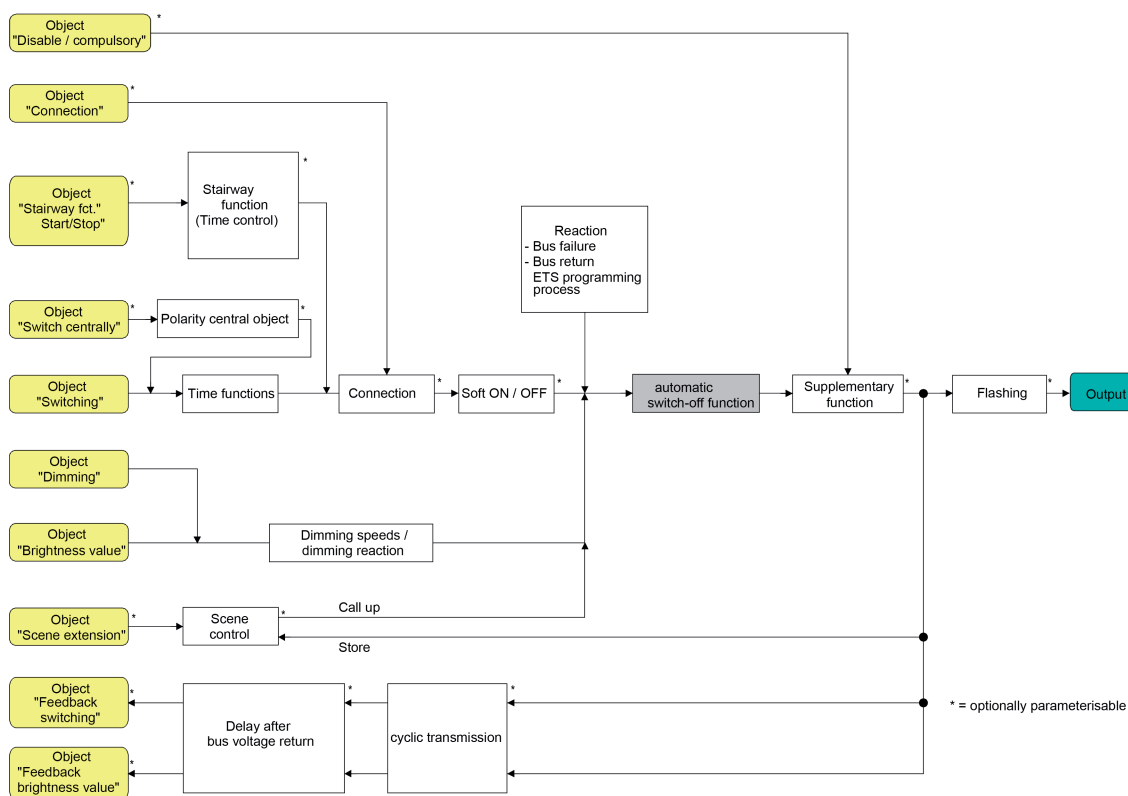 Object
"Disable / compulsory"
*
Object
"Connection"
*
Object
"Stairway fct."
Start/Stop"
*
Stairway
function
(Time control)
*
Reaction
- Bus failure
- Bus return
ETS programming
process
Object
"Switch centrally"
*
Polarity central object
*
Object
"Switching"
Time functions
Connection
*
Soft ON / OFF
*
automatic
switch-off function
Supplementary
function
*
Flashing
*
Output
Object
"Dimming"
Object
"Brightness value"
Dimming speeds /
dimming reaction
Object
"Scene extension"
*
Scene
control
*
Call up
Store
Object
"Feedback
switching"
*
Delay after
bus voltage return
*
cyclic transmission
*
* = optionally parameterisable
Object
"Feedback
brightness value"
*